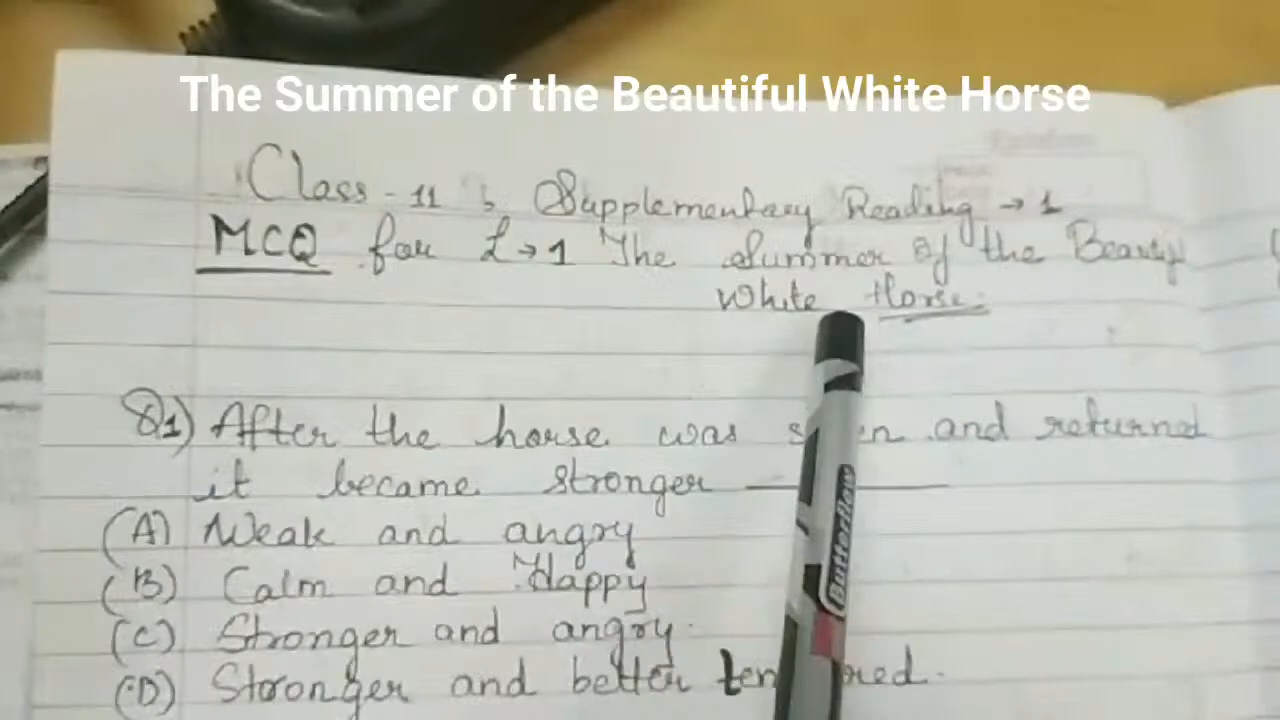 The Summer of the Beautiful White Horse
Class - 11, Supplementary Reading → 1
MCQ for L → 1 The Summer of the
White Horse.
Q1) After the horse was and returned
it became stronger
(A) Weak and angry
(B) Calm and Happy
(C) Stronger and angry.
(D) Stronger and better
Butterflow